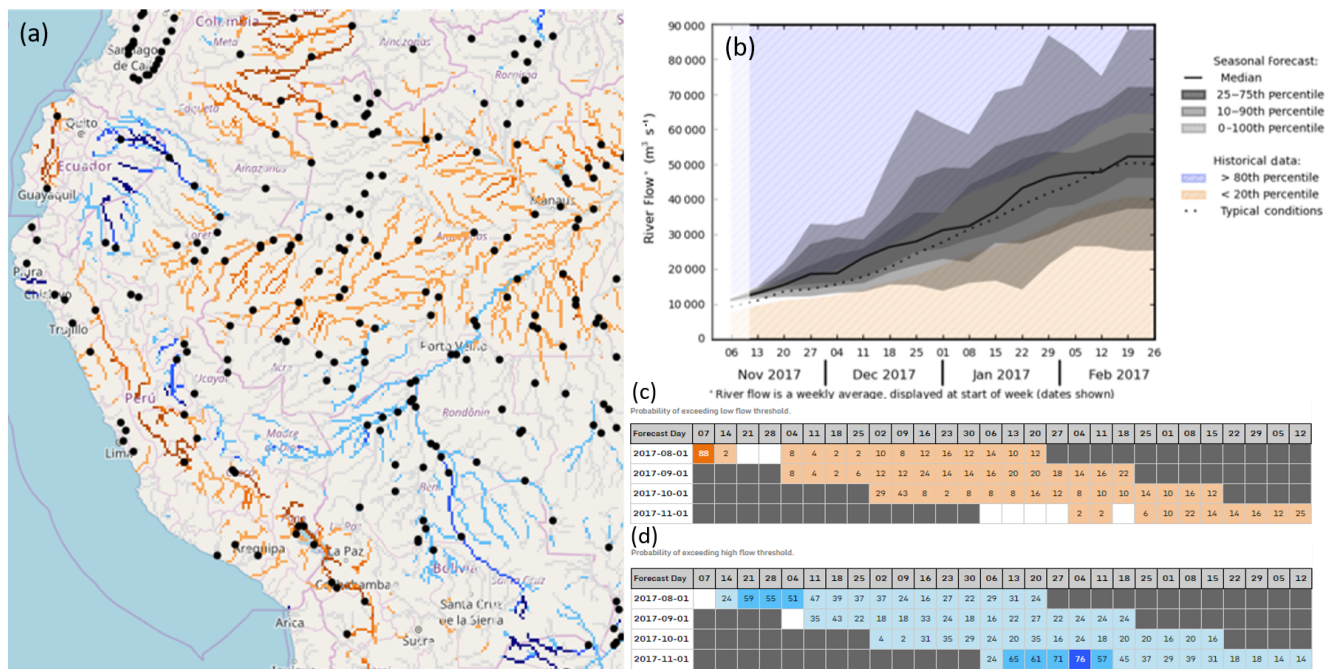 (a)
Colombia
Meta
Santiago
de Ca
Amazonas
Roraima
Caqueta
Quito
Ecuador
Amazonas
Guayaquil
Manaus
Loreto
Amazonas
Piura
Chiclayo
Trujillo
Porto Velho
Ucayali
Acre
Perú
Rondônia
Madre
de Dios
Lima
Beni
La Paz
Arequipa
La Paz
Bolivia
Santa Cruz
Cochabamba
Santa Cruz
de la Sierra
Arica
Sucre
(b)
River Flow* (m³ s⁻¹)
90 000
80 000
70 000
60 000
50 000
40 000
30 000
20 000
10 000
0
06 13 20 27 04 11 18 25 01 08 15 22 29 05 12 19 26
Nov 2017 Dec 2017 Jan 2017 Feb 2017
* River flow is a weekly average, displayed at start of week (dates shown)
Seasonal Forecast:
Median
25–75th Percentile
10–90th Percentile
0–100th Percentile
Historical data:
> 80th percentile
< 20th percentile
Typical conditions
(c)
Probability of exceeding low flow threshold.
Forecast Day 07 14 21 28 04 11 18 25 02 09 16 23 30 06 13 20 27 04 11 18 25 01 08 15 22 29 05 12
2017-08-01 88 2 8 4 2 2 10 8 12 16 12 14 10 12
2017-09-01 8 4 2 6 12 12 24 14 14 16 20 20 18 14 16 22
2017-10-01 29 43 8 2 8 8 8 16 12 8 10 10 14 10 16 12
2017-11-01 2 2 6 10 22 14 14 16 12 25
(d)
Probability of exceeding high flow threshold.
Forecast Day 07 14 21 28 04 11 18 25 02 09 16 23 30 06 13 20 27 04 11 18 25 01 08 15 22 29 05 12
2017-08-01 24 59 55 51 47 39 37 37 24 16 27 22 29 31 24
2017-09-01 35 43 22 18 18 33 24 18 16 22 27 22 24 24 24
2017-10-01 4 2 31 35 29 24 20 35 16 24 18 20 20 16 20 16
2017-11-01 24 65 61 71 76 57 45 37 29 39 31 18 18 14 14